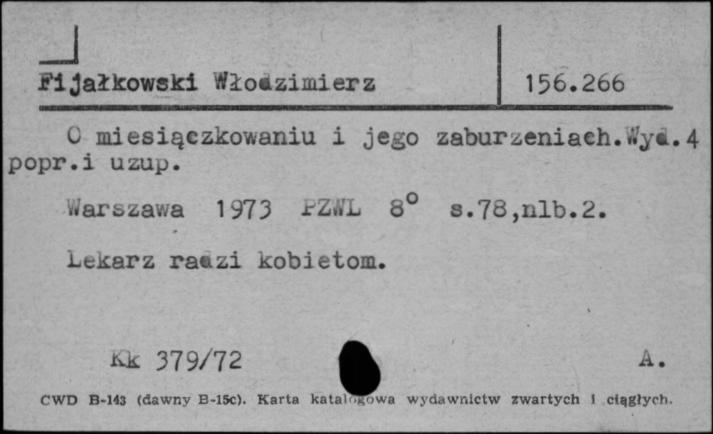 Fijałkowski Włodzimierz 156.266
O miesiączkowaniu i jego zaburzeniach.Wyd.4
popr.i uzup.
Warszawa 1973 PZWL 8° s.78,nlb.2.
Lekarz radzi kobietom.
Kk 379/72 A.
CWD B-143 (dawny B-15c). Karta katalogowa wydawnictw zwartych i ciągłych.